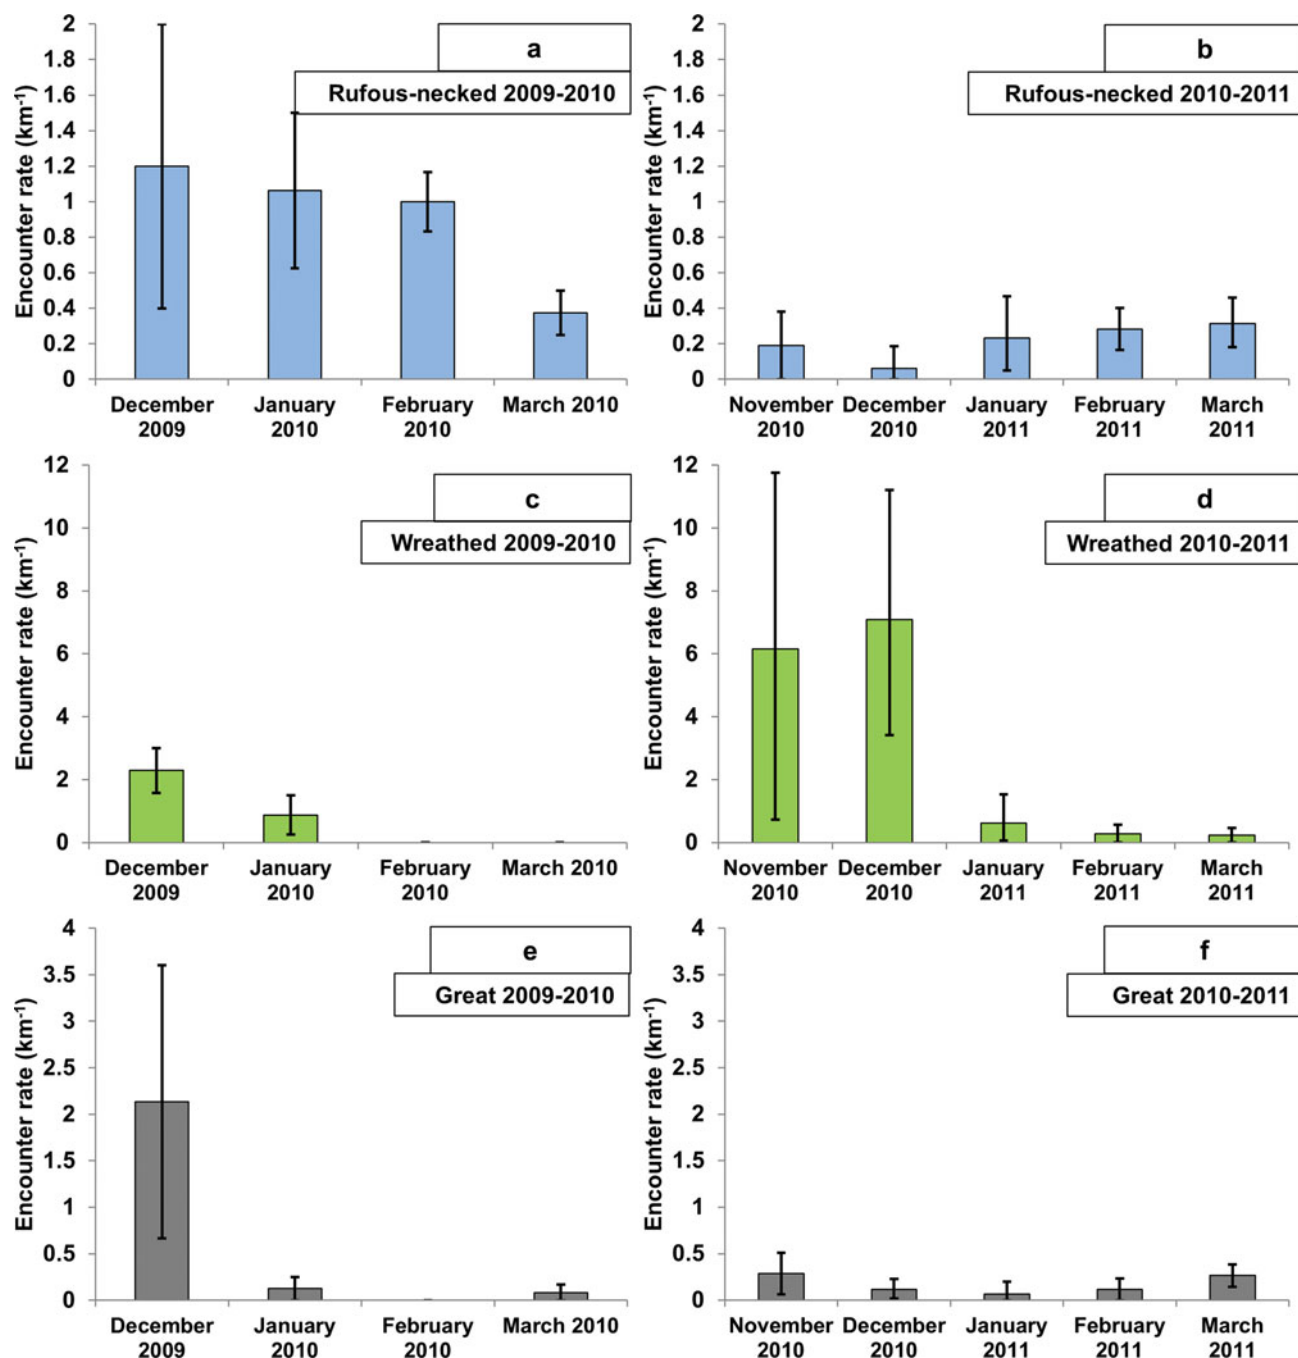 a
Rufous-necked 2009-2010
Encounter rate (km⁻¹)
2
1.8
1.6
1.4
1.2
1
0.8
0.6
0.4
0.2
0
December
2009
January
2010
February
2010
March 2010
b
Rufous-necked 2010-2011
Encounter rate (km⁻¹)
2
1.8
1.6
1.4
1.2
1
0.8
0.6
0.4
0.2
0
November
2010
December
2010
January
2011
February
2011
March
2011
c
Wreathed 2009-2010
Encounter rate (km⁻¹)
12
10
8
6
4
2
0
December
2009
January
2010
February
2010
March 2010
d
Wreathed 2010-2011
Encounter rate (km⁻¹)
12
10
8
6
4
2
0
November
2010
December
2010
January
2011
February
2011
March
2011
e
Great 2009-2010
Encounter rate (km⁻¹)
4
3.5
3
2.5
2
1.5
1
0.5
0
December
2009
January
2010
February
2010
March 2010
f
Great 2010-2011
Encounter rate (km⁻¹)
4
3.5
3
2.5
2
1.5
1
0.5
0
November
2010
December
2010
January
2011
February
2011
March
2011